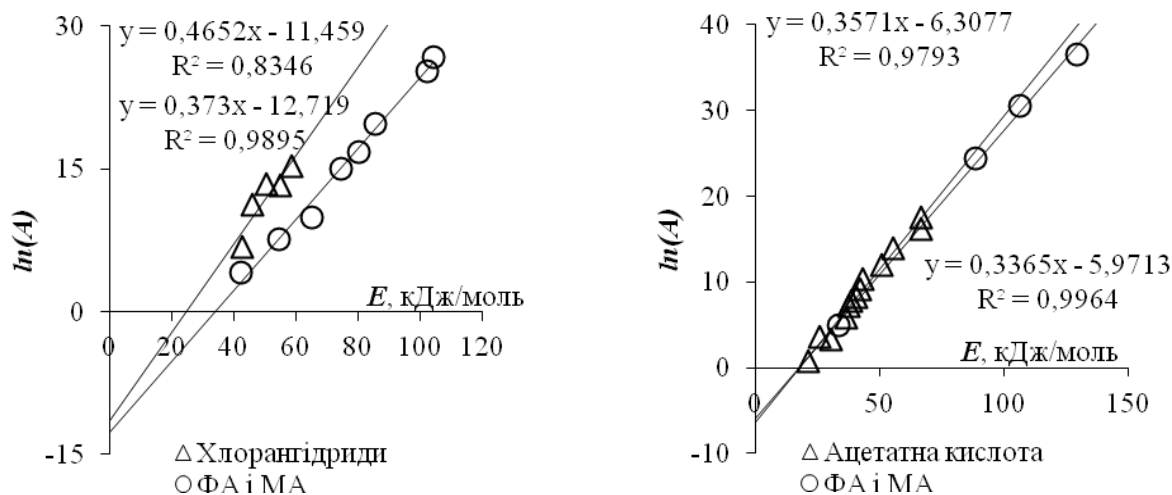 30
y = 0,4652x - 11,459
R² = 0,8346
y = 0,373x - 12,719
R² = 0,9895
15
ln(A)
E, кДж/моль
0
0 20 40 60 80 100 120
-15
△ Хлорангідриди
○ ФА і МА
40
y = 0,3571x - 6,3077
R² = 0,9793
30
20
ln(A)
y = 0,3365x - 5,9713
10
R² = 0,9964
E, кДж/моль
0
0 50 100 150
-10
△ Ацетатна кислота
○ ФА і МА